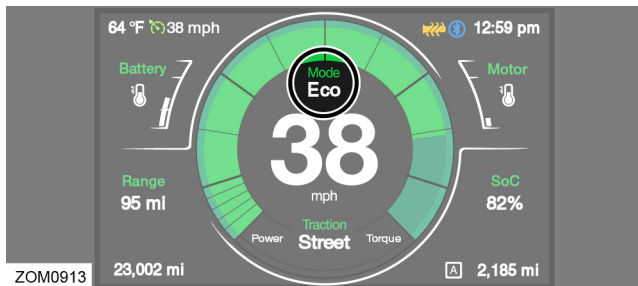 64 °F 38 mph 12:59 pm
Battery Mode Motor
Eco
38
mph
Range SoC
95 mi 82%
Traction
Power Street Torque
23,002 mi A 2,185 mi
ZOM0913